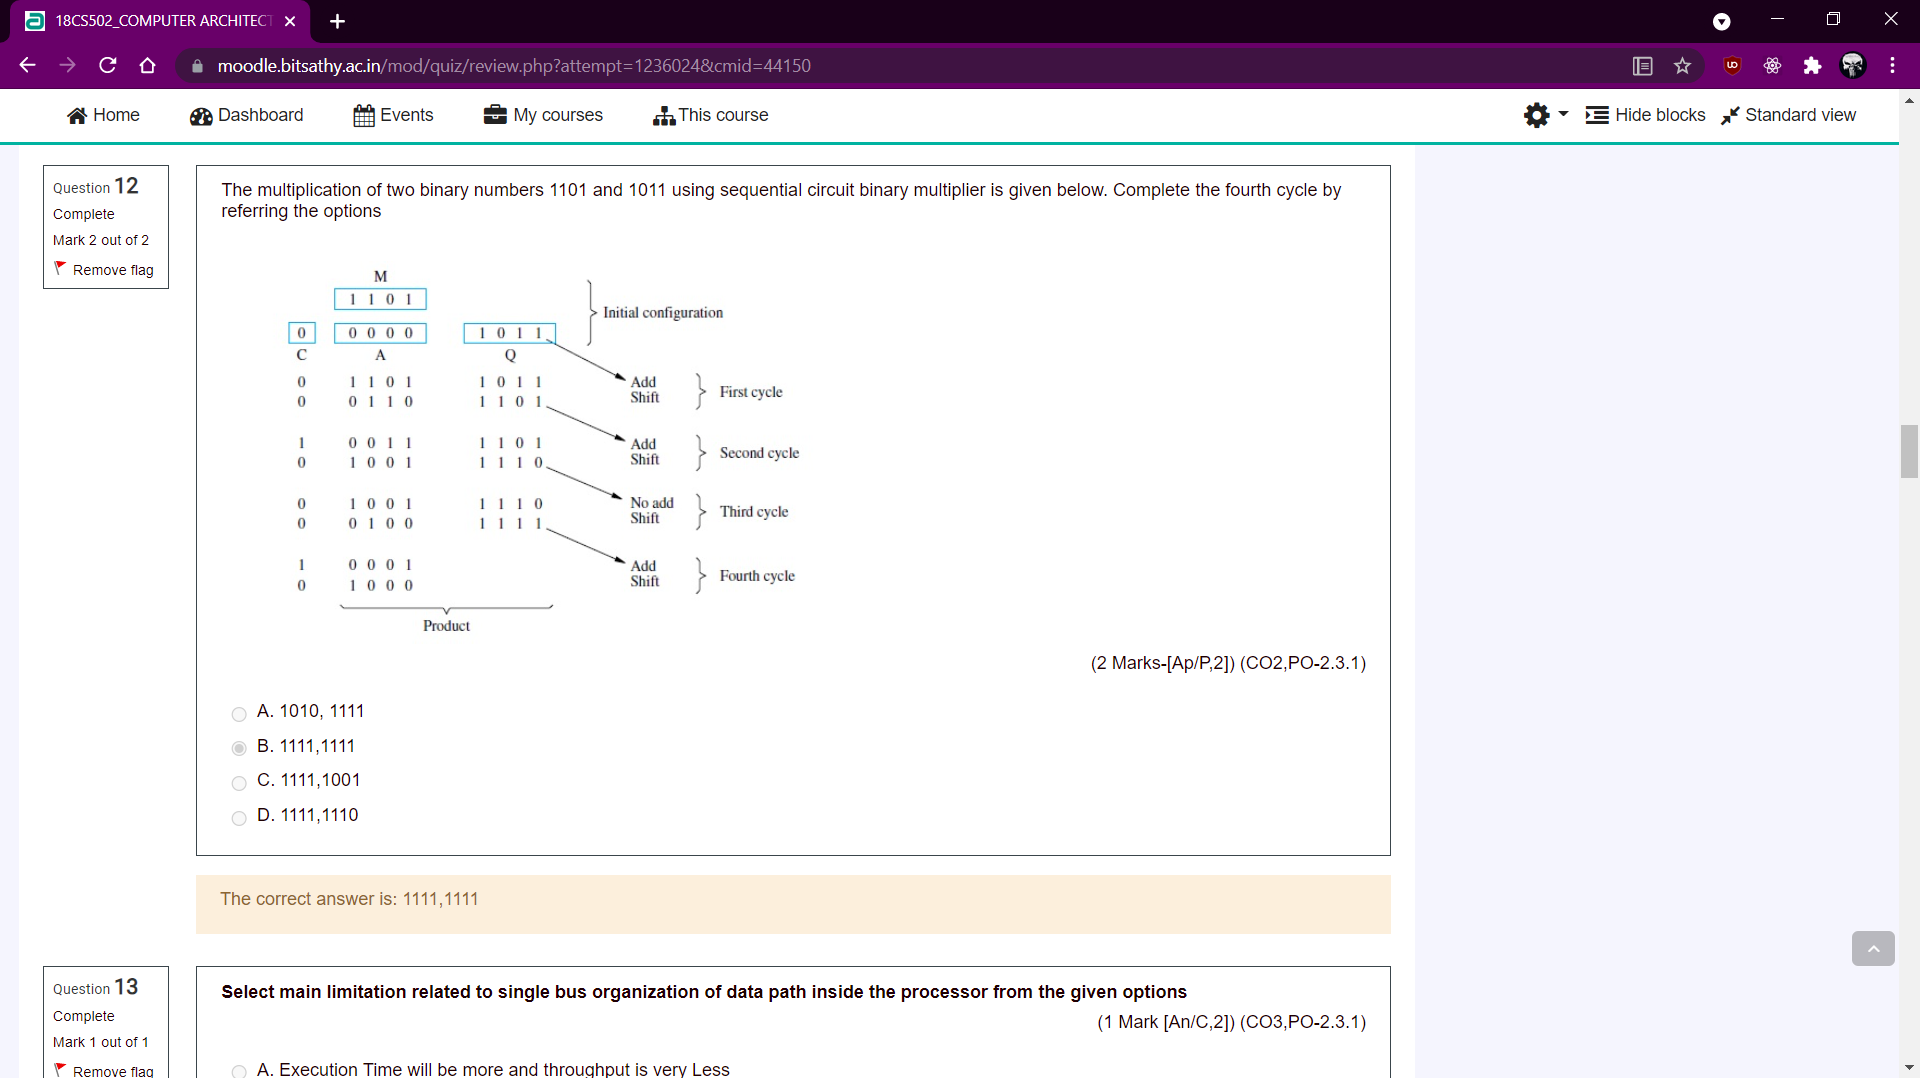 18CS502_COMPUTER ARCHITECT
moodle.bitsathy.ac.in/mod/quiz/review.php?attempt=1236024&cmid=44150
Home Dashboard Events My courses This course Hide blocks Standard view
Question 12
Complete
Mark 2 out of 2
Remove flag
The multiplication of two binary numbers 1101 and 1011 using sequential circuit binary multiplier is given below. Complete the fourth cycle by
referring the options
M
1 1 0 1
Initial configuration
0 0 0 0 0 1 0 1 1
C A Q
0 1 1 0 1 1 0 1 1 Add
0 0 1 1 0 1 1 0 1 Shift
First cycle
1 0 0 1 1 1 1 0 1 Add
0 1 0 0 1 1 1 1 0 Shift
Second cycle
0 1 0 0 1 1 1 1 0 No add
0 0 1 0 0 1 1 1 1 Shift
Third cycle
1 0 0 0 1 Add
0 1 0 0 0 Shift
Fourth cycle
Product
(2 Marks-[Ap/P,2]) (CO2,PO-2.3.1)
A. 1010, 1111
B. 1111,1111
C. 1111,1001
D. 1111,1110
The correct answer is: 1111,1111
Question 13
Complete
Mark 1 out of 1
Remove flag
Select main limitation related to single bus organization of data path inside the processor from the given options
(1 Mark [An/C,2]) (CO3,PO-2.3.1)
A. Execution Time will be more and throughput is very Less